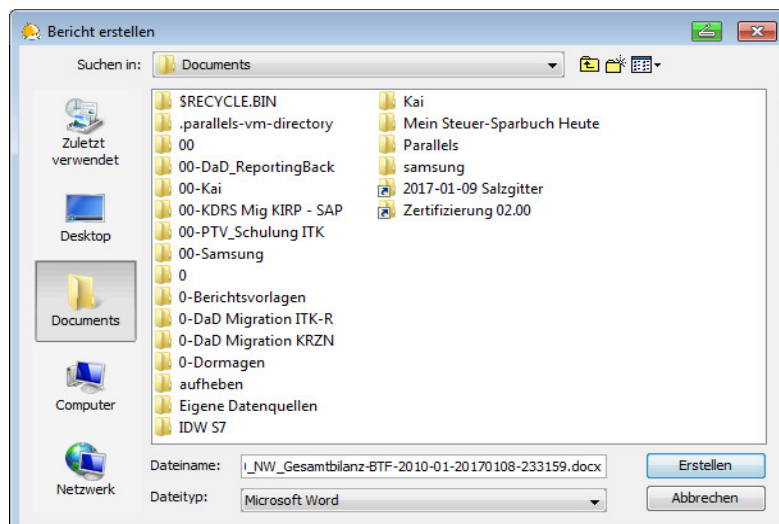 Bericht erstellen
Suchen in: Documents
Zuletzt
verwendet
Desktop
Documents
Computer
Netzwerk
$RECYCLE.BIN
.parallels-vm-directory
00
00-DaD_ReportingBack
00-Kai
00-KDRS Mig KIRP - SAP
00-PTV_Schulung ITK
00-Samsung
0
0-Berichtsvorlagen
0-DaD Migration ITK-R
0-DaD Migration KRZN
0-Dormagen
aufheben
Eigene Datenquellen
IDW S7
Kai
Mein Steuer-Sparbuch Heute
Parallels
samsung
2017-01-09 Salzgitter
Zertifizierung 02.00
Dateiname: _NW_Gesamtbilanz-BTF-2010-01-20170108-233159.docx
Erstellen
Dateityp: Microsoft Word
Abbrechen